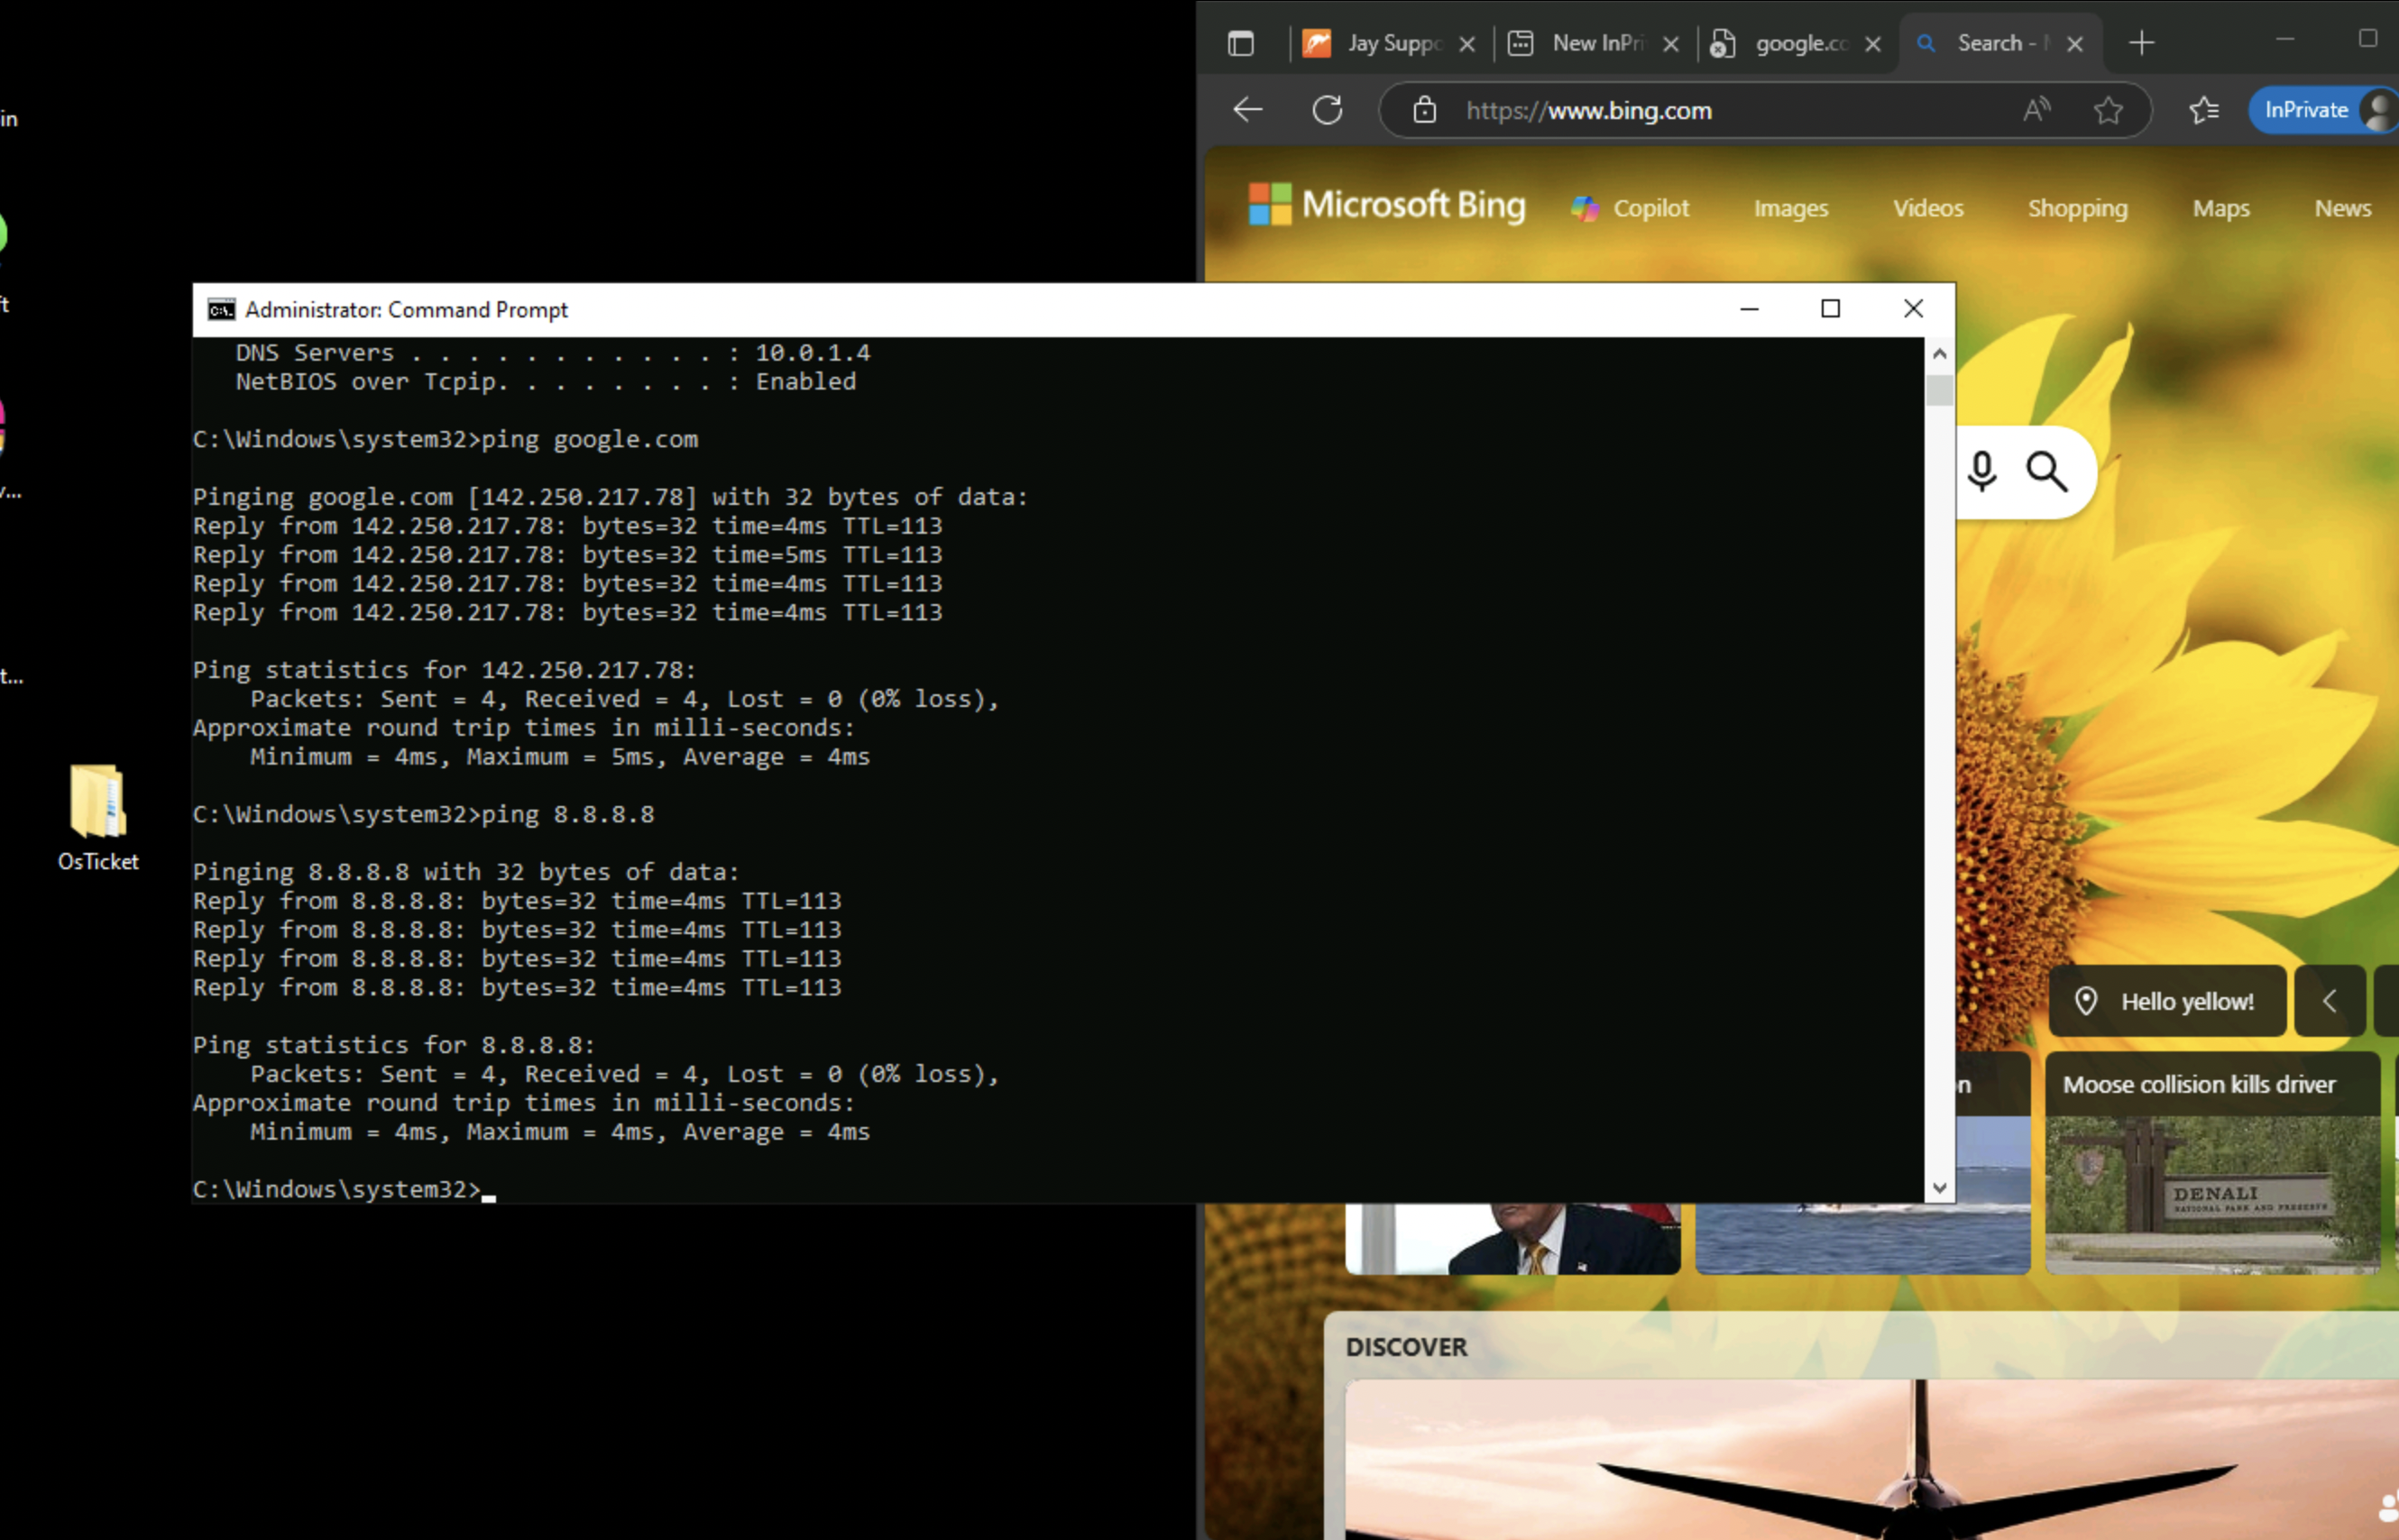 in
ft
v...
t...
OsTicket
Jay Suppo
New InPri
google.co
Search - M
https://www.bing.com
InPrivate
Microsoft Bing
Copilot
Images
Videos
Shopping
Maps
News
Administrator: Command Prompt
DNS Servers . . . . . . . . . . . : 10.0.1.4
NetBIOS over Tcpip. . . . . . . . : Enabled
C:\Windows\system32>ping google.com
Pinging google.com [142.250.217.78] with 32 bytes of data:
Reply from 142.250.217.78: bytes=32 time=4ms TTL=113
Reply from 142.250.217.78: bytes=32 time=5ms TTL=113
Reply from 142.250.217.78: bytes=32 time=4ms TTL=113
Reply from 142.250.217.78: bytes=32 time=4ms TTL=113
Ping statistics for 142.250.217.78:
Packets: Sent = 4, Received = 4, Lost = 0 (0% loss),
Approximate round trip times in milli-seconds:
Minimum = 4ms, Maximum = 5ms, Average = 4ms
C:\Windows\system32>ping 8.8.8.8
Pinging 8.8.8.8 with 32 bytes of data:
Reply from 8.8.8.8: bytes=32 time=4ms TTL=113
Reply from 8.8.8.8: bytes=32 time=4ms TTL=113
Reply from 8.8.8.8: bytes=32 time=4ms TTL=113
Reply from 8.8.8.8: bytes=32 time=4ms TTL=113
Ping statistics for 8.8.8.8:
Packets: Sent = 4, Received = 4, Lost = 0 (0% loss),
Approximate round trip times in milli-seconds:
Minimum = 4ms, Maximum = 4ms, Average = 4ms
C:\Windows\system32>
Hello yellow!
n
Moose collision kills driver
DENALI
NATIONAL PARK AND PRESERVE
DISCOVER